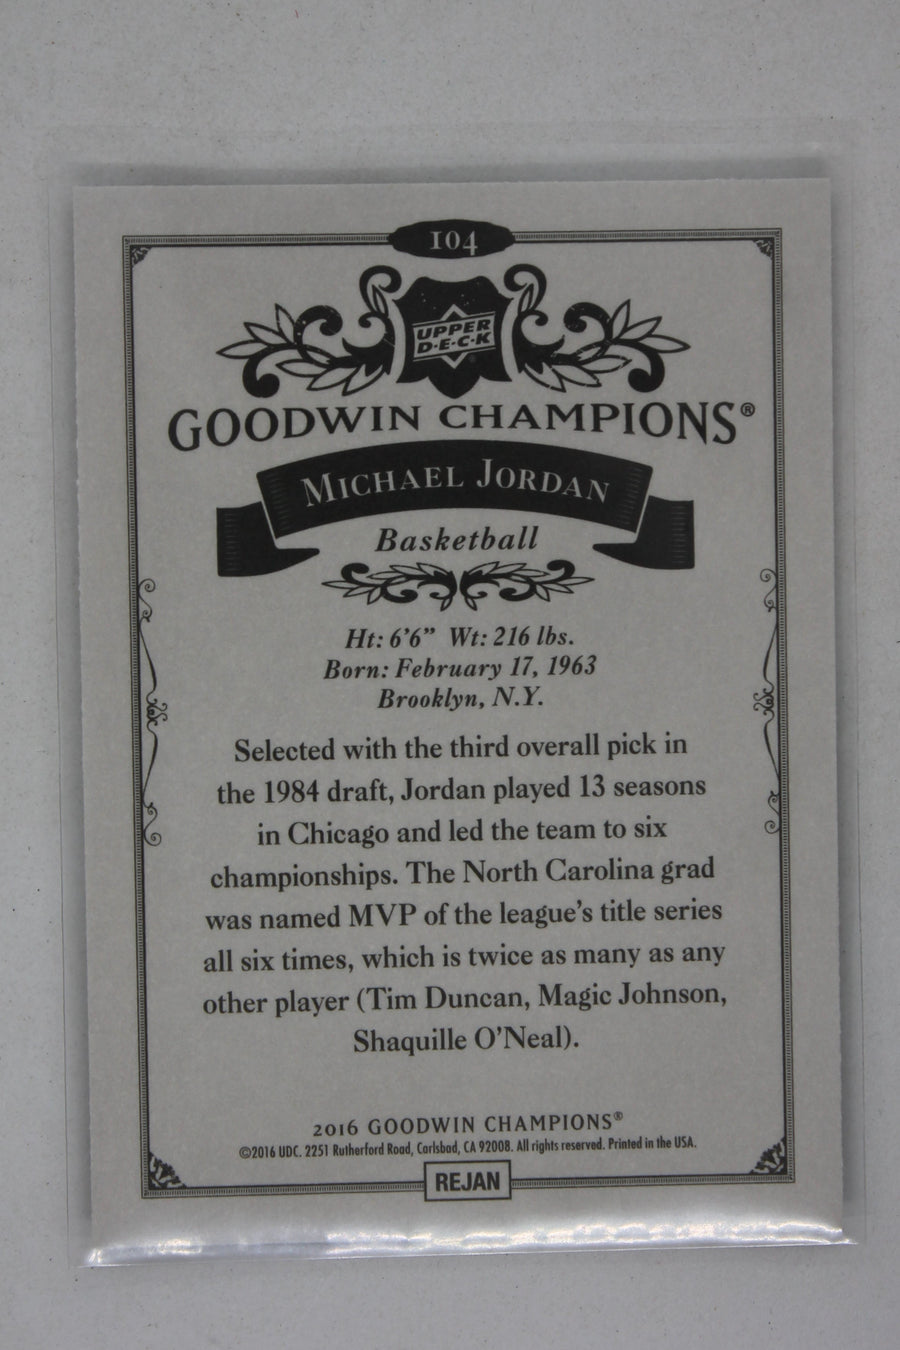 104
UPPER
D·E·C·K
GOODWIN CHAMPIONS®
MICHAEL JORDAN
Basketball
Ht: 6’6” Wt: 216 lbs.
Born: February 17, 1963
Brooklyn, N.Y.
Selected with the third overall pick in
the 1984 draft, Jordan played 13 seasons
in Chicago and led the team to six
championships. The North Carolina grad
was named MVP of the league’s title series
all six times, which is twice as many as any
other player (Tim Duncan, Magic Johnson,
Shaquille O’Neal).
2016 GOODWIN CHAMPIONS®
©2016 UDC. 2251 Rutherford Road, Carlsbad, CA 92008. All rights reserved. Printed in the USA.
REJAN